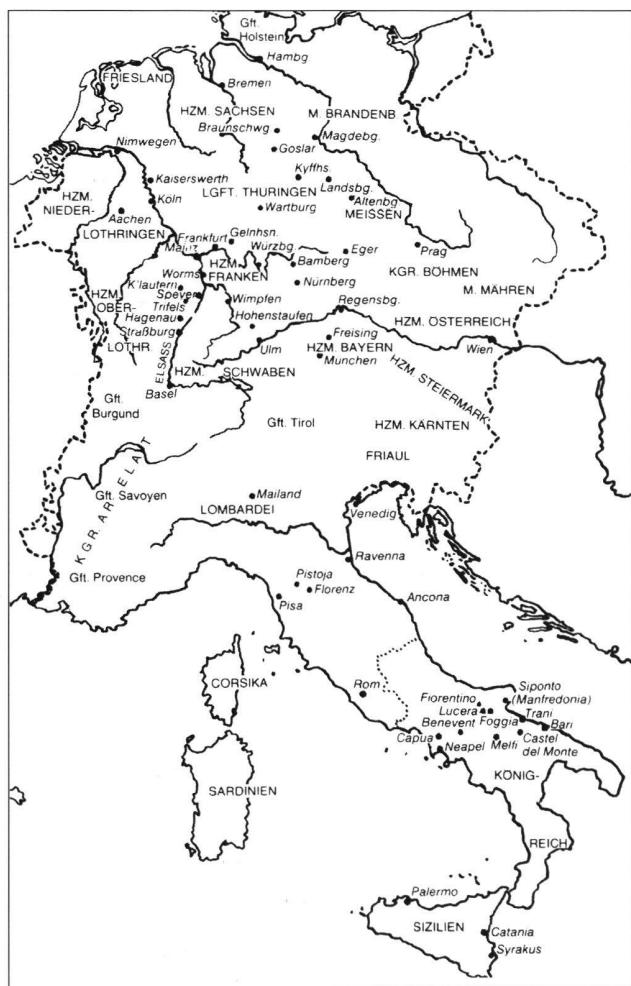 Gft.
Holstein
Hambg
FRIESLAND
Bremen
HZM. SACHSEN
M. BRANDENB
Braunschwg
Magdebg.
Nimwegen
Goslar
Kyffhs.
Kaiserswerth
Landsbg.
HZM.
NIEDER-
LOTHRINGEN
Köln
LGFT. THURINGEN
Altenbg
MEISSEN
Aachen
Wartburg
Frankfurt
Gelnhsn.
Mainz
Würzbg.
Eger
Prag
Worms
HZM.
FRANKEN
Bamberg
KGR. BÖHMEN
K'lautern
Nürnberg
M. MÄHREN
HZM.
OBER-
LOTHR.
Speyer
Trifels
Wimpfen
Hagenau
Hohenstaufen
Regensbg.
Straßburg
HZM. ÖSTERREICH
Freising
HZM. BAYERN
Wien
ELSASS
Ulm
Munchen
HZM. SCHWABEN
HZM. STEIERMARK
Basel
Gft.
Burgund
Gft. Tirol
HZM. KÄRNTEN
FRIAUL
KGR. ARELAT
Gft. Savoyen
Mailand
LOMBARDEI
Venedig
Ravenna
Gft. Provence
Pistoja
Florenz
Pisa
Ancona
CORSIKA
Rom
Siponto
(Manfredonia)
Fiorentino
Lucera
Trani
Benevent
Foggia
Bari
Capua
Neapel
Melfi
Castel
del Monte
KÖNIG-
REICH
SARDINIEN
Palermo
SIZILIEN
Catania
Syrakus